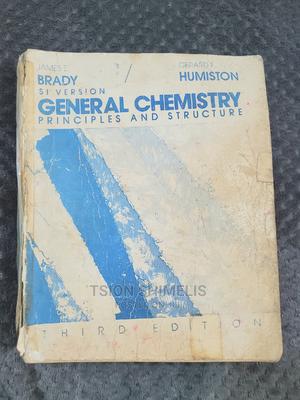 JAMES E.
BRADY
GERARD E.
HUMISTON
SI VERSION
GENERAL CHEMISTRY
PRINCIPLES AND STRUCTURE
TSION SHIMELIS
THIRD EDITION